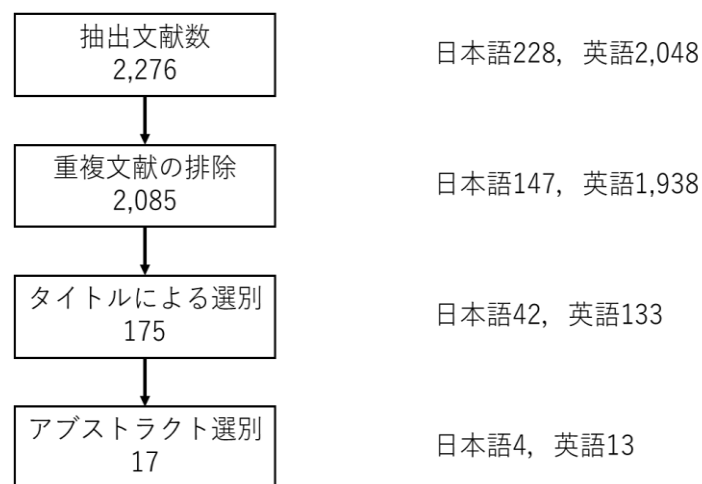 抽出文献数
2,276
日本語228, 英語2,048
重複文献の排除
2,085
日本語147, 英語1,938
タイトルによる選別
175
日本語42, 英語133
アブストラクト選別
17
日本語4, 英語13